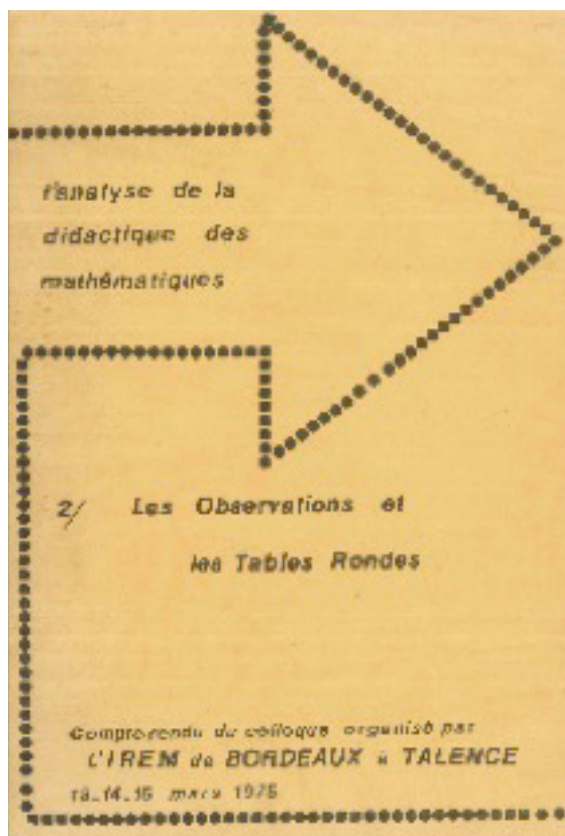 l'analyse de la
didactique des
mathématiques
2/ Les Observations et
les Tables Rondes
Compte-rendu du colloque organisé par
L'IREM de BORDEAUX à TALENCE
13-14-15 mars 1975